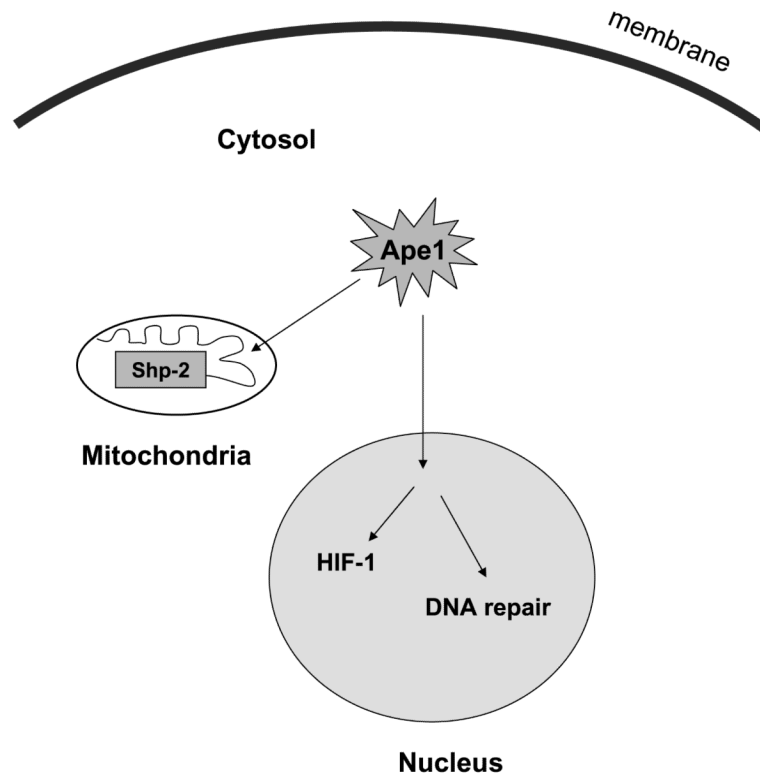 membrane
Cytosol
Ape1
Shp-2
Mitochondria
HIF-1
DNA repair
Nucleus